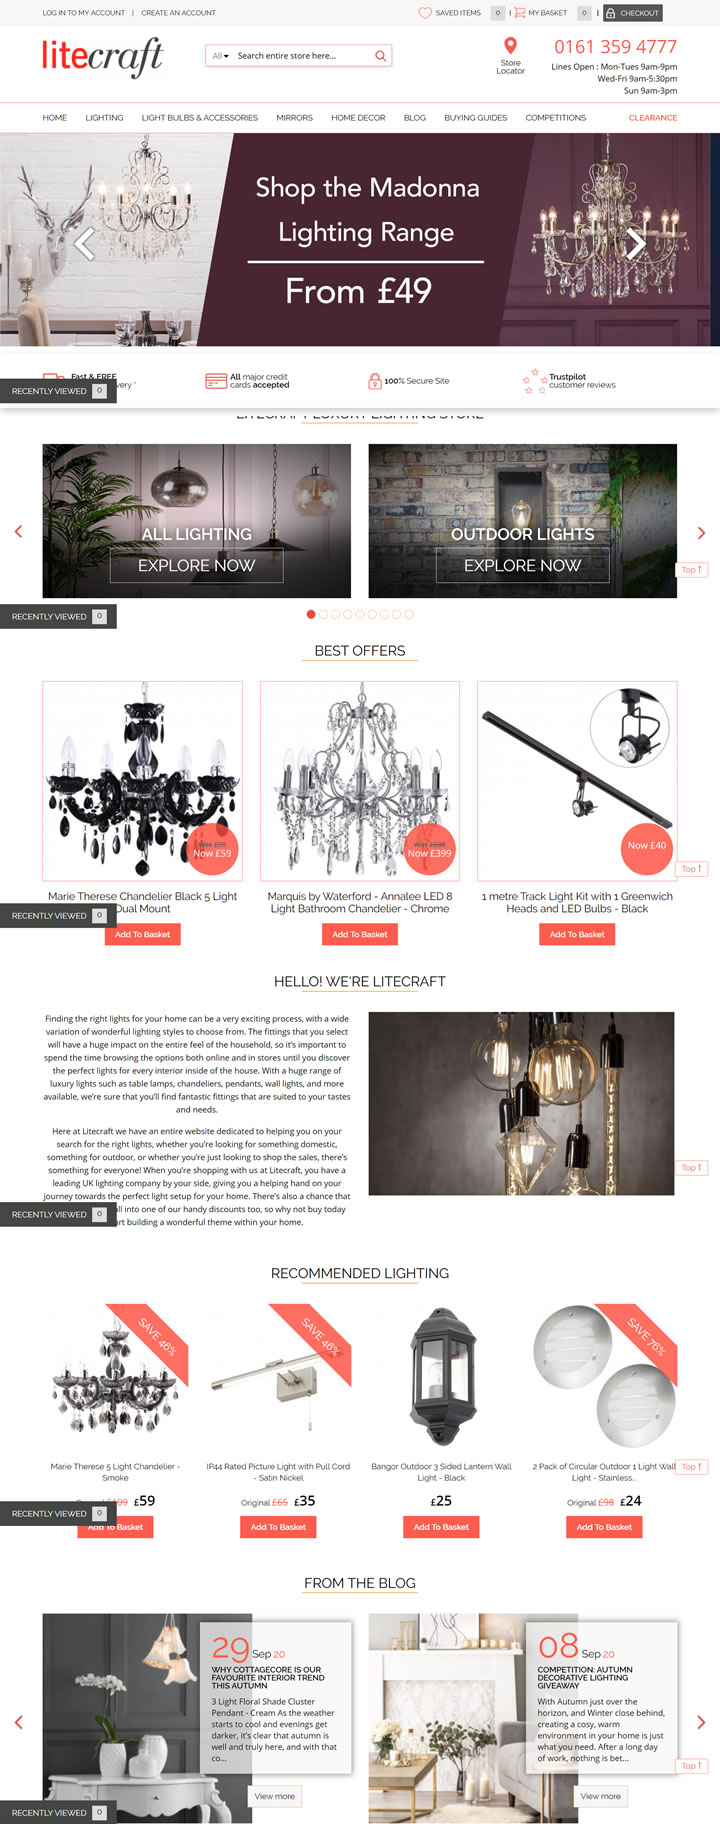 LOG IN TO MY ACCOUNT | CREATE AN ACCOUNT
SAVED ITEMS 0 | MY BASKET 0 | CHECKOUT
litecraft
All
Search entire store here...
Store
Locator
0161 359 4777
Lines Open : Mon-Tues 9am-9pm
Wed-Fri 9am-5:30pm
Sun 9am-3pm
HOME LIGHTING LIGHT BULBS & ACCESSORIES MIRRORS HOME DECOR BLOG BUYING GUIDES COMPETITIONS CLEARANCE
Shop the Madonna
Lighting Range
From £49
Fast & FREE
All major credit
cards accepted
100% Secure Site
Trustpilot
customer reviews
RECENTLY VIEWED 0
LITECRAFT LUXURY LIGHTING STORE
ALL LIGHTING
EXPLORE NOW
OUTDOOR LIGHTS
EXPLORE NOW
Top
RECENTLY VIEWED 0
BEST OFFERS
Was £99
Now £59
Now £399
Now £40
Top
Marie Therese Chandelier Black 5 Light
Dual Mount
Marquis by Waterford - Annalee LED 8
Light Bathroom Chandelier - Chrome
1 metre Track Light Kit with 1 Greenwich
Heads and LED Bulbs - Black
RECENTLY VIEWED 0
Add To Basket
Add To Basket
Add To Basket
HELLO! WE'RE LITECRAFT
Finding the right lights for your home can be a very exciting process, with a wide
variation of wonderful lighting styles to choose from. The fittings that you select
will have a huge impact on the entire feel of the household, so it's important to
spend the time browsing the options both online and in stores until you discover
the perfect lights for every interior inside of the house. With a huge range of
luxury lights such as table lamps, chandeliers, pendants, wall lights, and more
available, we're sure that you'll find fantastic fittings that are suited to your tastes
and needs.
Here at Litecraft we have an entire website dedicated to helping you on your
search for the right lights, whether you're looking for something domestic,
something for outdoor, or whether you're just looking to shop the sales, there's
something for everyone! When you're shopping with us at Litecraft, you have a
leading UK lighting company by your side, giving you a helping hand on your
journey towards the perfect light setup for your home. There's also a chance that
all into one of our handy discounts too, so why not buy today
art building a wonderful theme within your home.
Top
RECENTLY VIEWED 0
RECOMMENDED LIGHTING
SAVE 46%
SAVE 46%
SAVE 76%
Marie Therese 5 Light Chandelier -
Smoke
IP44 Rated Picture Light with Pull Cord
- Satin Nickel
Bangor Outdoor 3 Sided Lantern Wall
Light - Black
2 Pack of Circular Outdoor 1 Light Wall
Light - Stainless...
Top
Original £109 £59
Original £65 £35
£25
Original £98 £24
RECENTLY VIEWED 0
Add To Basket
Add To Basket
Add To Basket
Add To Basket
FROM THE BLOG
29 Sep 20
WHY COTTAGECORE IS OUR
FAVOURITE INTERIOR TREND
THIS AUTUMN
3 Light Floral Shade Cluster
Pendant - Cream As the weather
starts to cool and evenings get
darker, it's clear that autumn is
well and truly here, and with that
co...
View more
08 Sep 20
COMPETITION: AUTUMN
DECORATIVE LIGHTING
GIVEAWAY
With Autumn just over the
horizon, and Winter close behind,
creating a cosy, warm
environment in your home is just
what you need. After a long day
of work, nothing is bet...
View more
Top
RECENTLY VIEWED 0